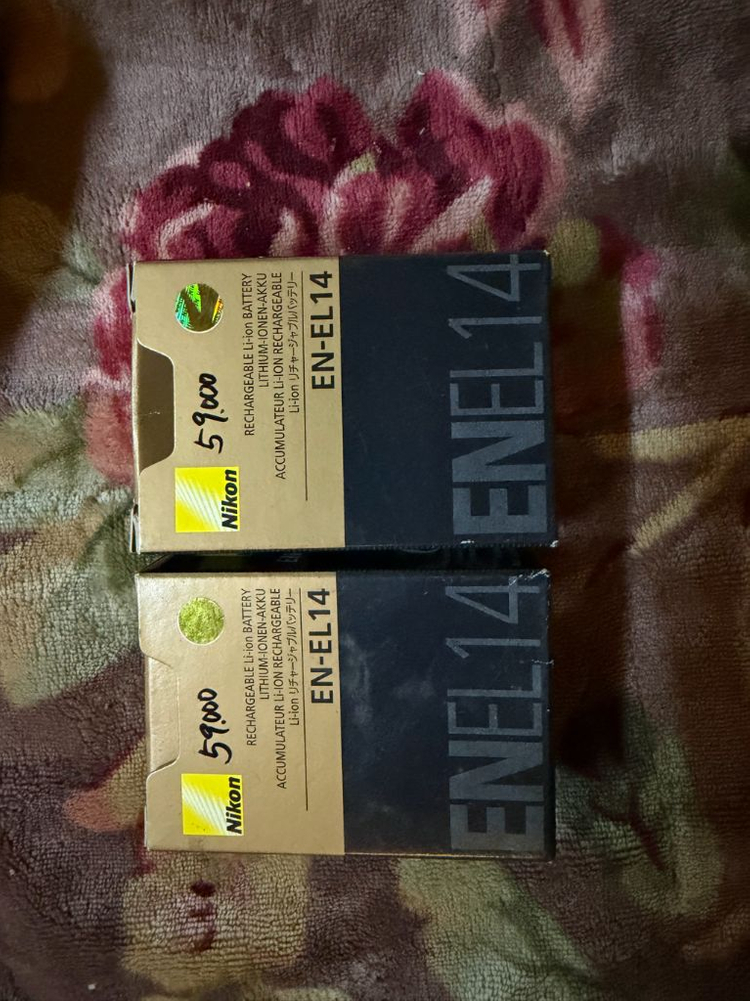 Nikon
59.000
RECHARGEABLE Li-ion BATTERY
LITHIUM-IONEN-AKKU
ACCUMULATEUR Li-ION RECHARGEABLE
Li-ion リチャージャブルバッテリー
EN-EL14
ENEL14
Nikon
59.000
RECHARGEABLE Li-ion BATTERY
LITHIUM-IONEN-AKKU
ACCUMULATEUR Li-ION RECHARGEABLE
Li-ion リチャージャブルバッテリー
EN-EL14
ENEL14